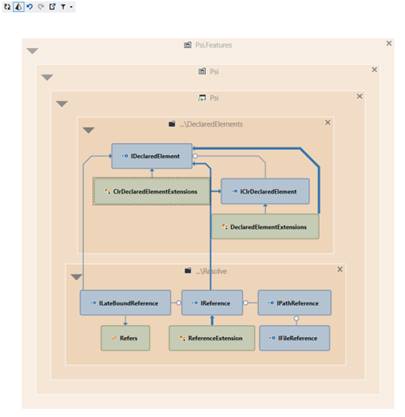 Psi.Features
Psi
Psi
...\DeclaredElements
IDeclaredElement
ClrDeclaredElementExtensions
IClrDeclaredElement
DeclaredElementExtensions
...\Resolve
ILateBoundReference
IReference
IPathReference
Refers
ReferenceExtension
IFileReference